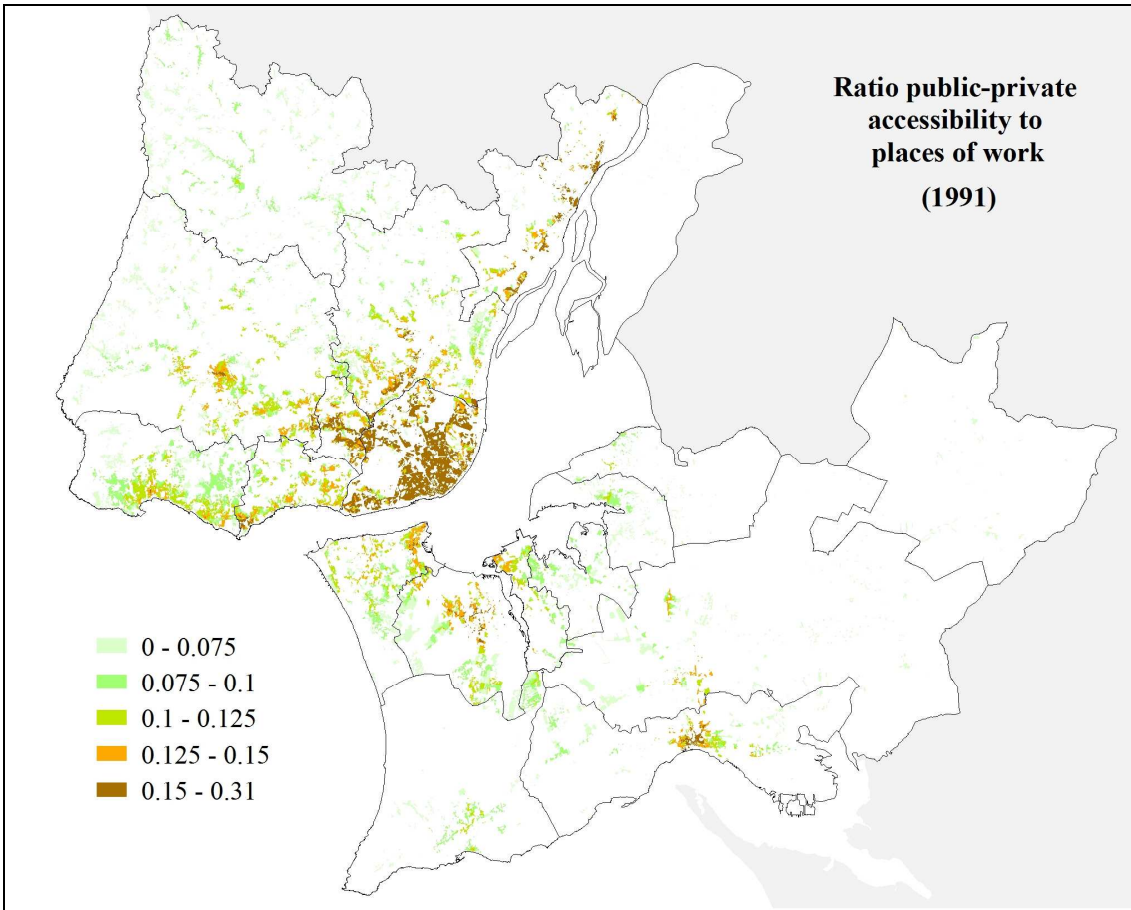 Ratio public-private
accessibility to
places of work
(1991)
0 - 0.075
0.075 - 0.1
0.1 - 0.125
0.125 - 0.15
0.15 - 0.31